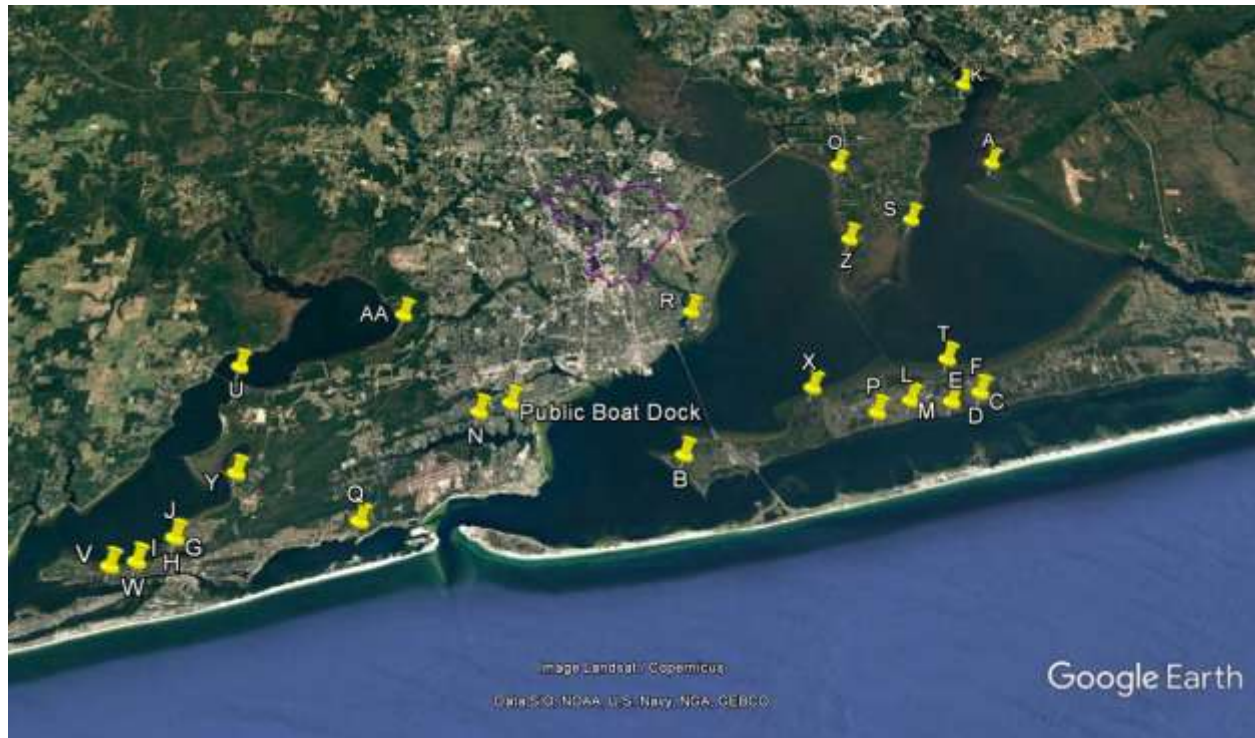 K
O
A
S
Z
R
AA
T
U
X
L
F
P
E
Public Boat Dock
M
C
N
D
B
Y
Q
J
V
I
G
H
W
Image Landsat / Copernicus
Data SIO, NOAA, U.S. Navy, NGA, GEBCO
Google Earth